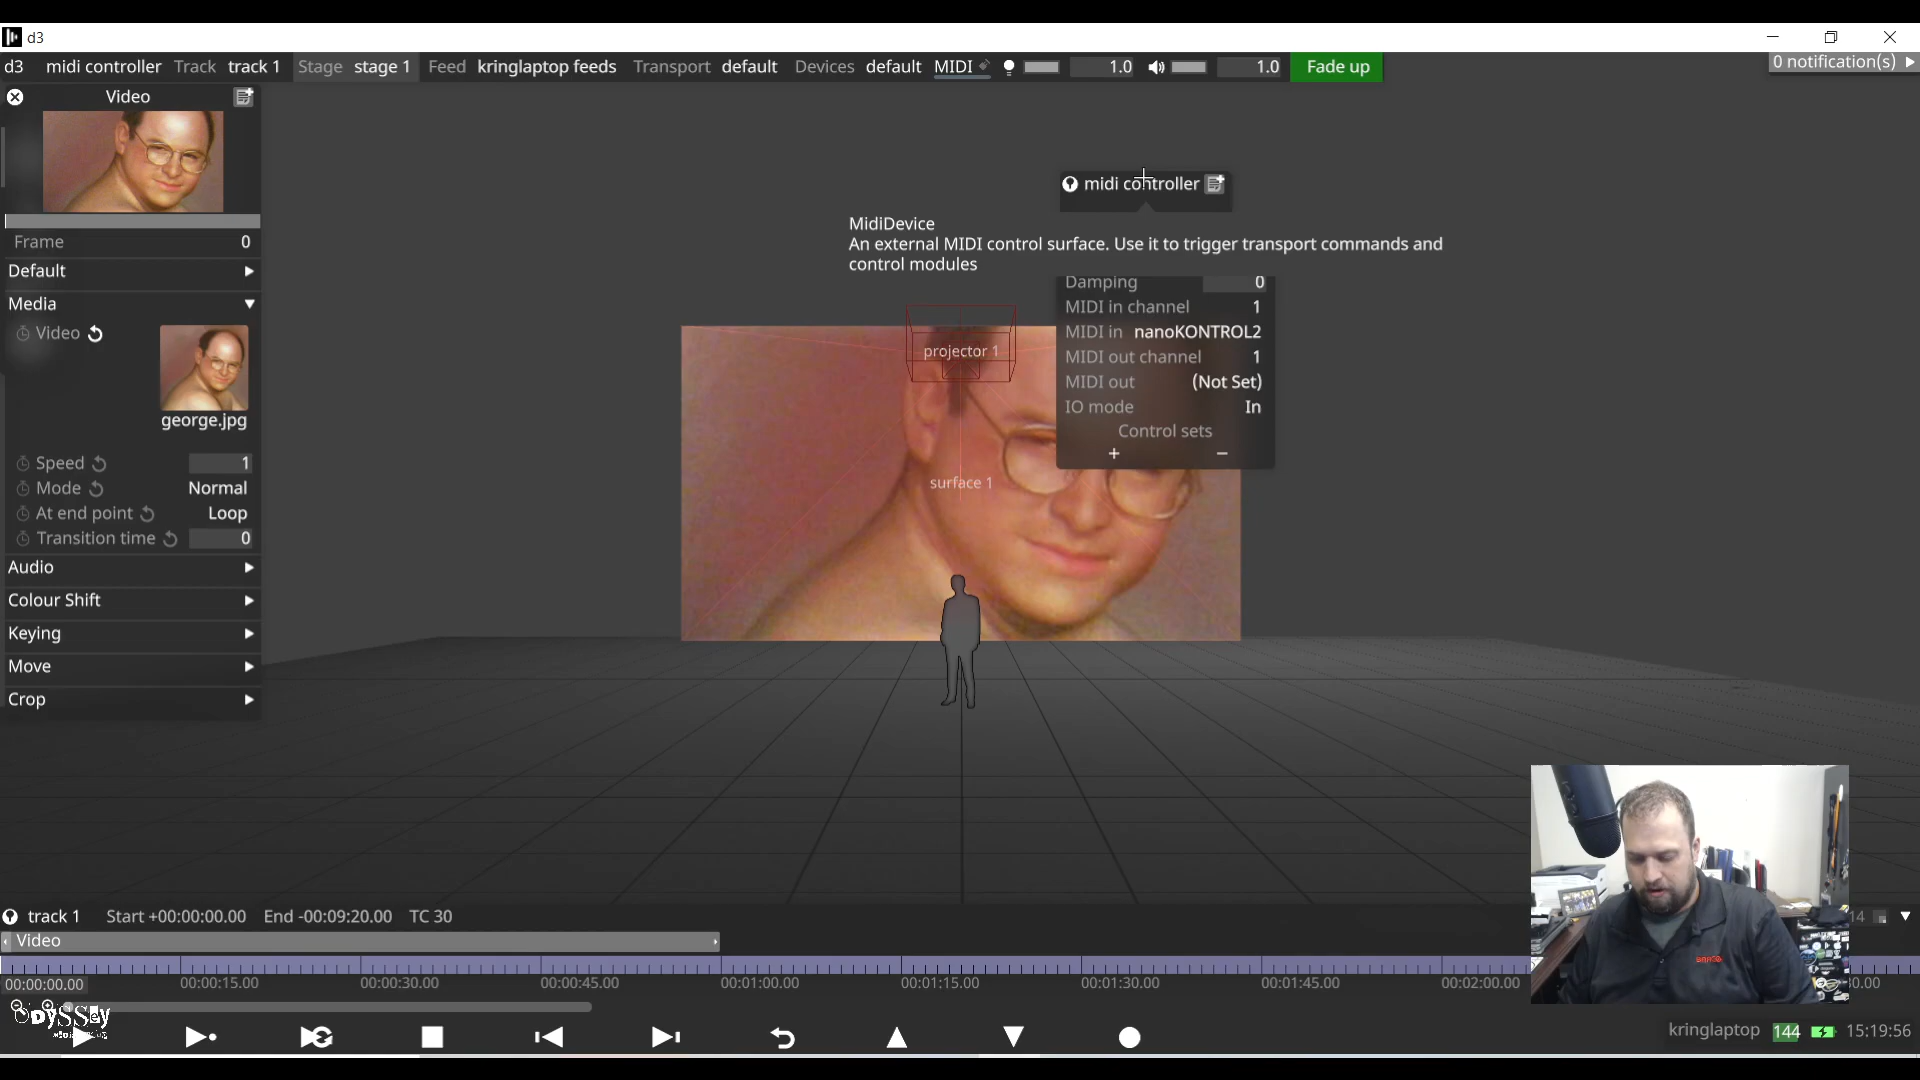 d3
d3 midi controller Track track 1 Stage stage 1 Feed kringlaptop feeds Transport default Devices default MIDI 1.0 1.0 Fade up
0 notification(s)
Video
Frame 0
Default
Media
Video
george.jpg
Speed 1
Mode Normal
At end point Loop
Transition time 0
Audio
Colour Shift
Keying
Move
Crop
midi controller
MidiDevice
An external MIDI control surface. Use it to trigger transport commands and
control modules
Damping 0
MIDI in channel 1
MIDI in nanoKONTROL2
MIDI out channel 1
MIDI out (Not Set)
IO mode In
Control sets
+ −
projector 1
surface 1
track 1 Start +00:00:00.00 End -00:09:20.00 TC 30
14
Video
00:00:00.00 00:00:15.00 00:00:30.00 00:00:45.00 00:01:00.00 00:01:15.00 00:01:30.00 00:01:45.00 00:02:00.00
ODYSSEY
kringlaptop 144 15:19:56